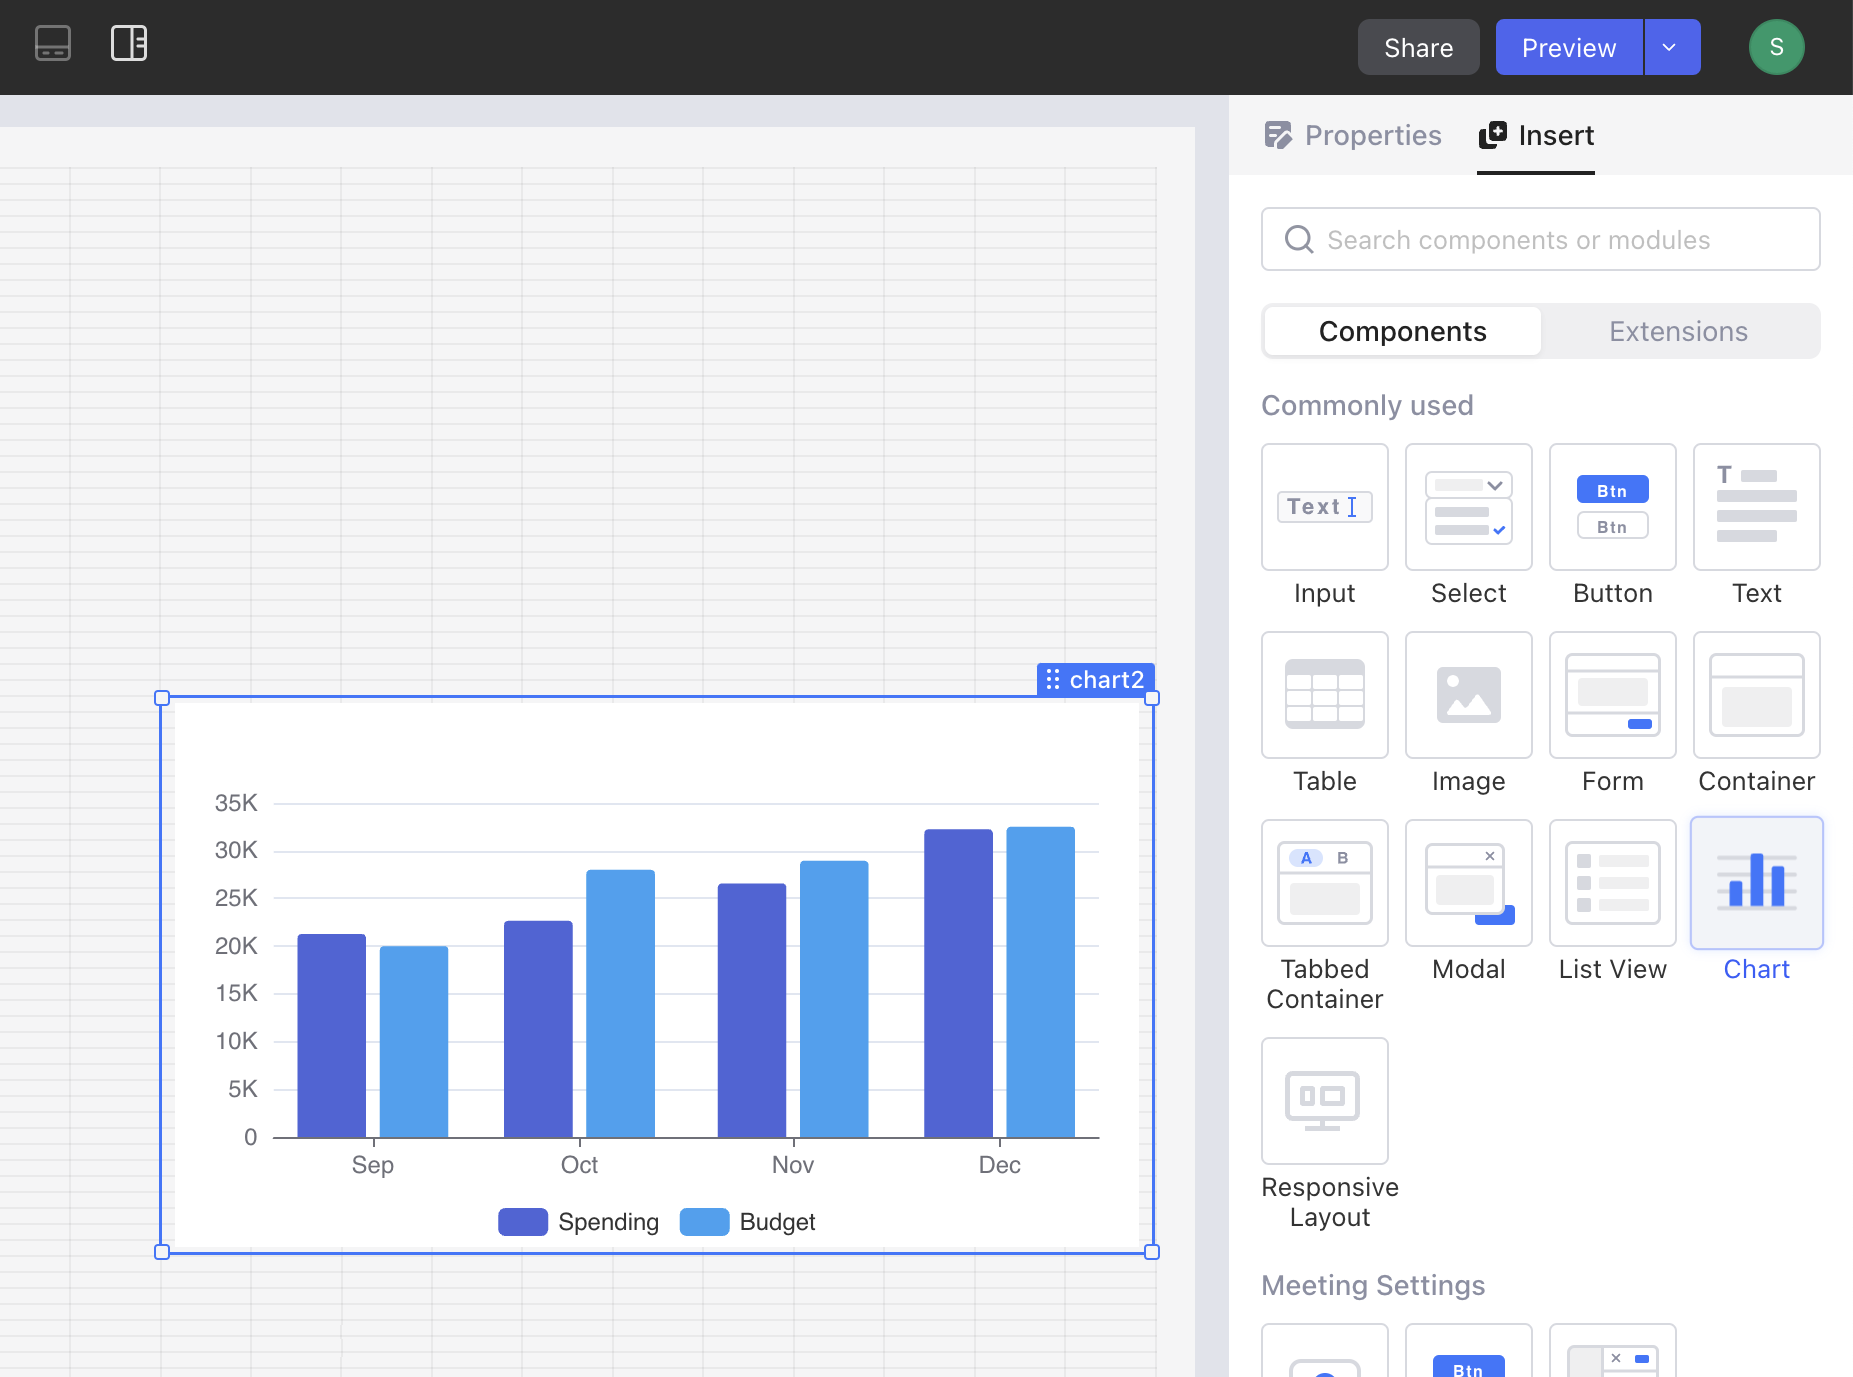 Share
Preview
S
Properties
Insert
Search components or modules
Components
Extensions
Commonly used
Text
Btn
Btn
T
Input
Select
Button
Text
Table
Image
Form
Container
A
B
Tabbed
Container
Modal
List View
Chart
Responsive
Layout
Meeting Settings
Btn
chart2
35K
30K
25K
20K
15K
10K
5K
0
Sep
Oct
Nov
Dec
Spending
Budget